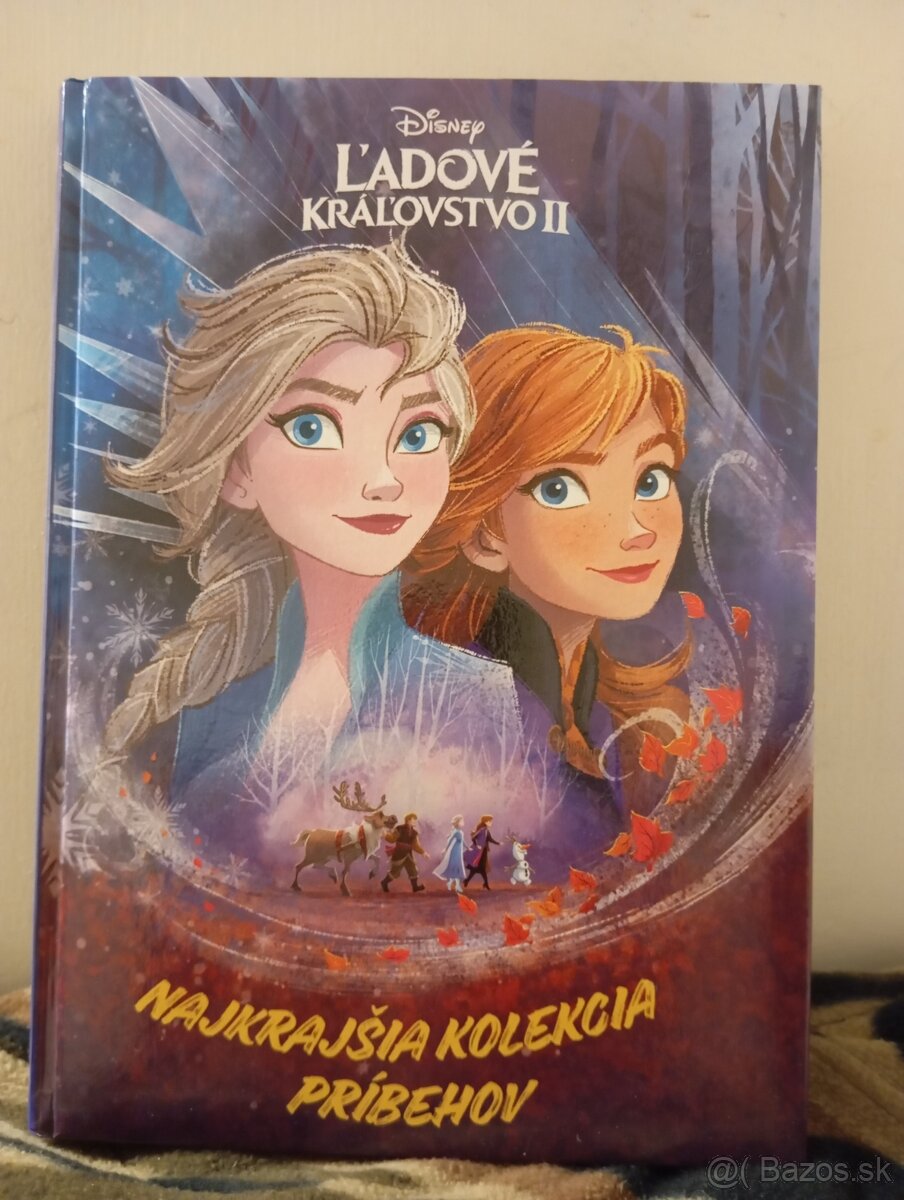 Disney
ĽADOVÉ
KRÁĽOVSTVO II
NAJKRAJŠIA KOLEKCIA
PRÍBEHOV
@( Bazos.sk